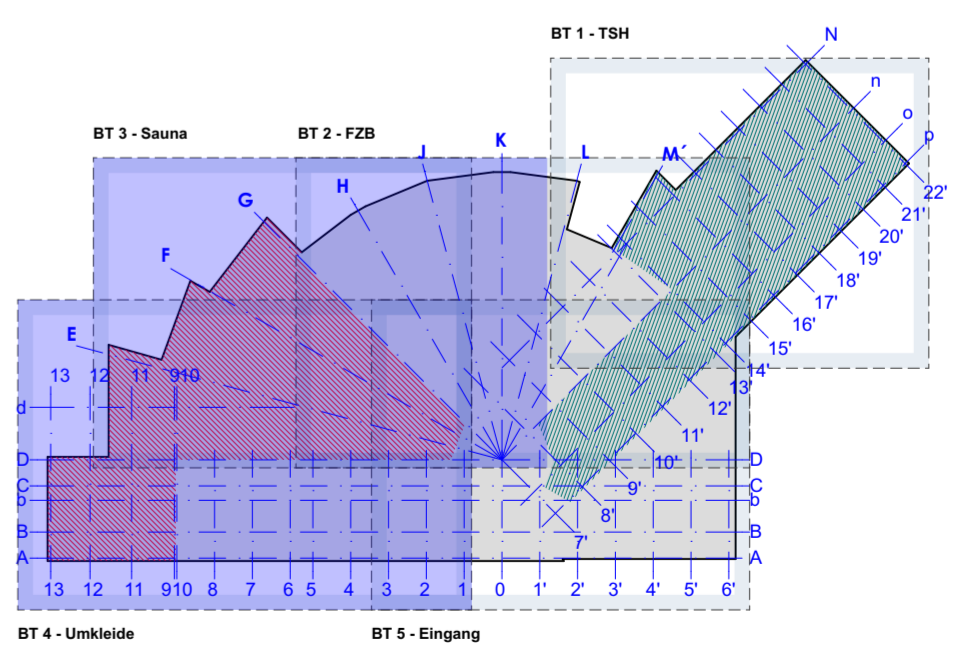 N
BT 1 - TSH
n
o
p
BT 3 - Sauna
BT 2 - FZB
K
J
L
M´
H
22'
G
21'
20'
F
19'
18'
17'
16'
E
15'
14'
13 12 11 910
13'
d
12'
11'
D 10' D
C 9' C
b b
8'
B B
7'
A A
13 12 11 910 8 7 6 5 4 3 2 1 0 1' 2' 3' 4' 5' 6'
BT 4 - Umkleide
BT 5 - Eingang